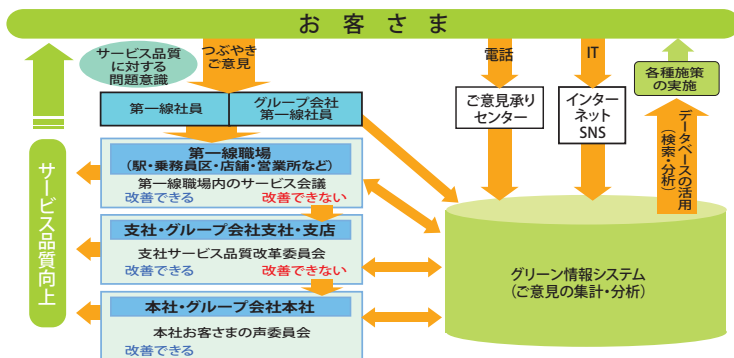 お客さま
サービス品質
に対する
問題意識
つぶやき
ご意見
電話
IT
各種施策
の実施
第一線社員
グループ会社
第一線社員
ご意見承り
センター
インター
ネット
SNS
データベースの活用
(検索・分析)
第一線職場
(駅・乗務員区・店舗・営業所など)
第一線職場内のサービス会議
改善できる
改善できない
支社・グループ会社支社・支店
支社サービス品質改革委員会
改善できる
改善できない
本社・グループ会社本社
本社お客さまの声委員会
改善できる
サービス品質向上
グリーン情報システム
(ご意見の集計・分析)